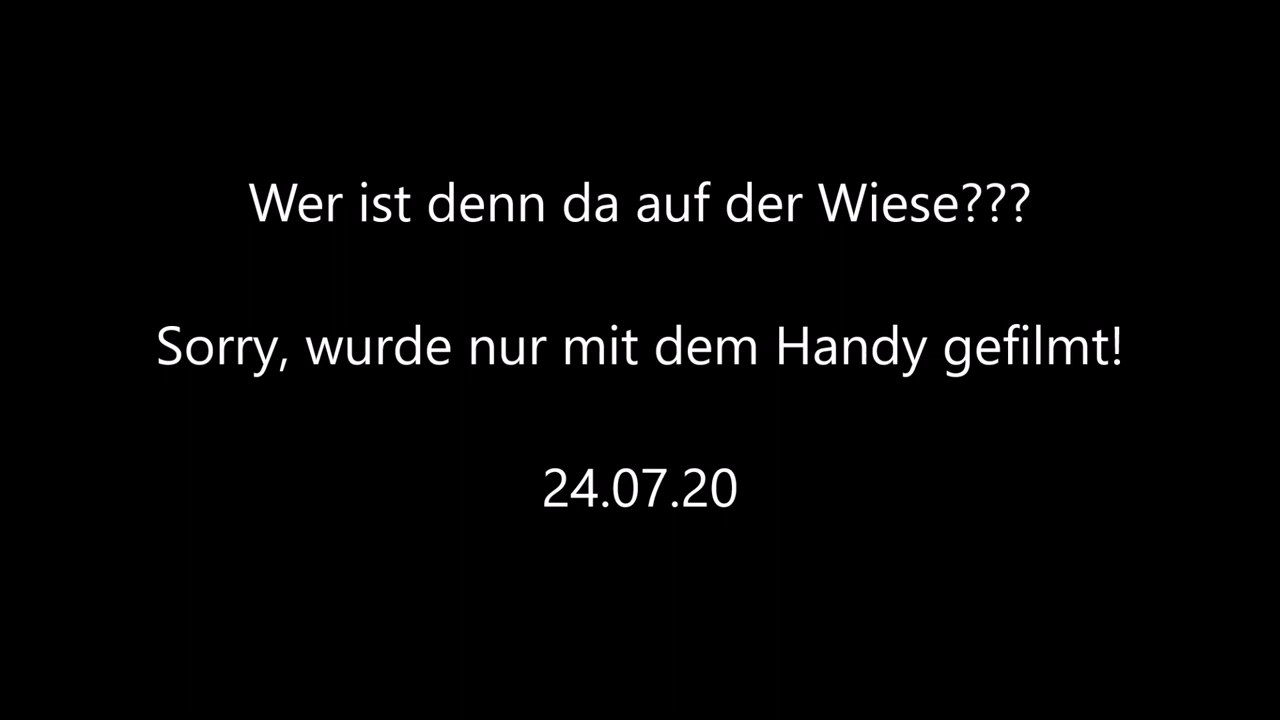 Wer ist denn da auf der Wiese???
Sorry, wurde nur mit dem Handy gefilmt!
24.07.20